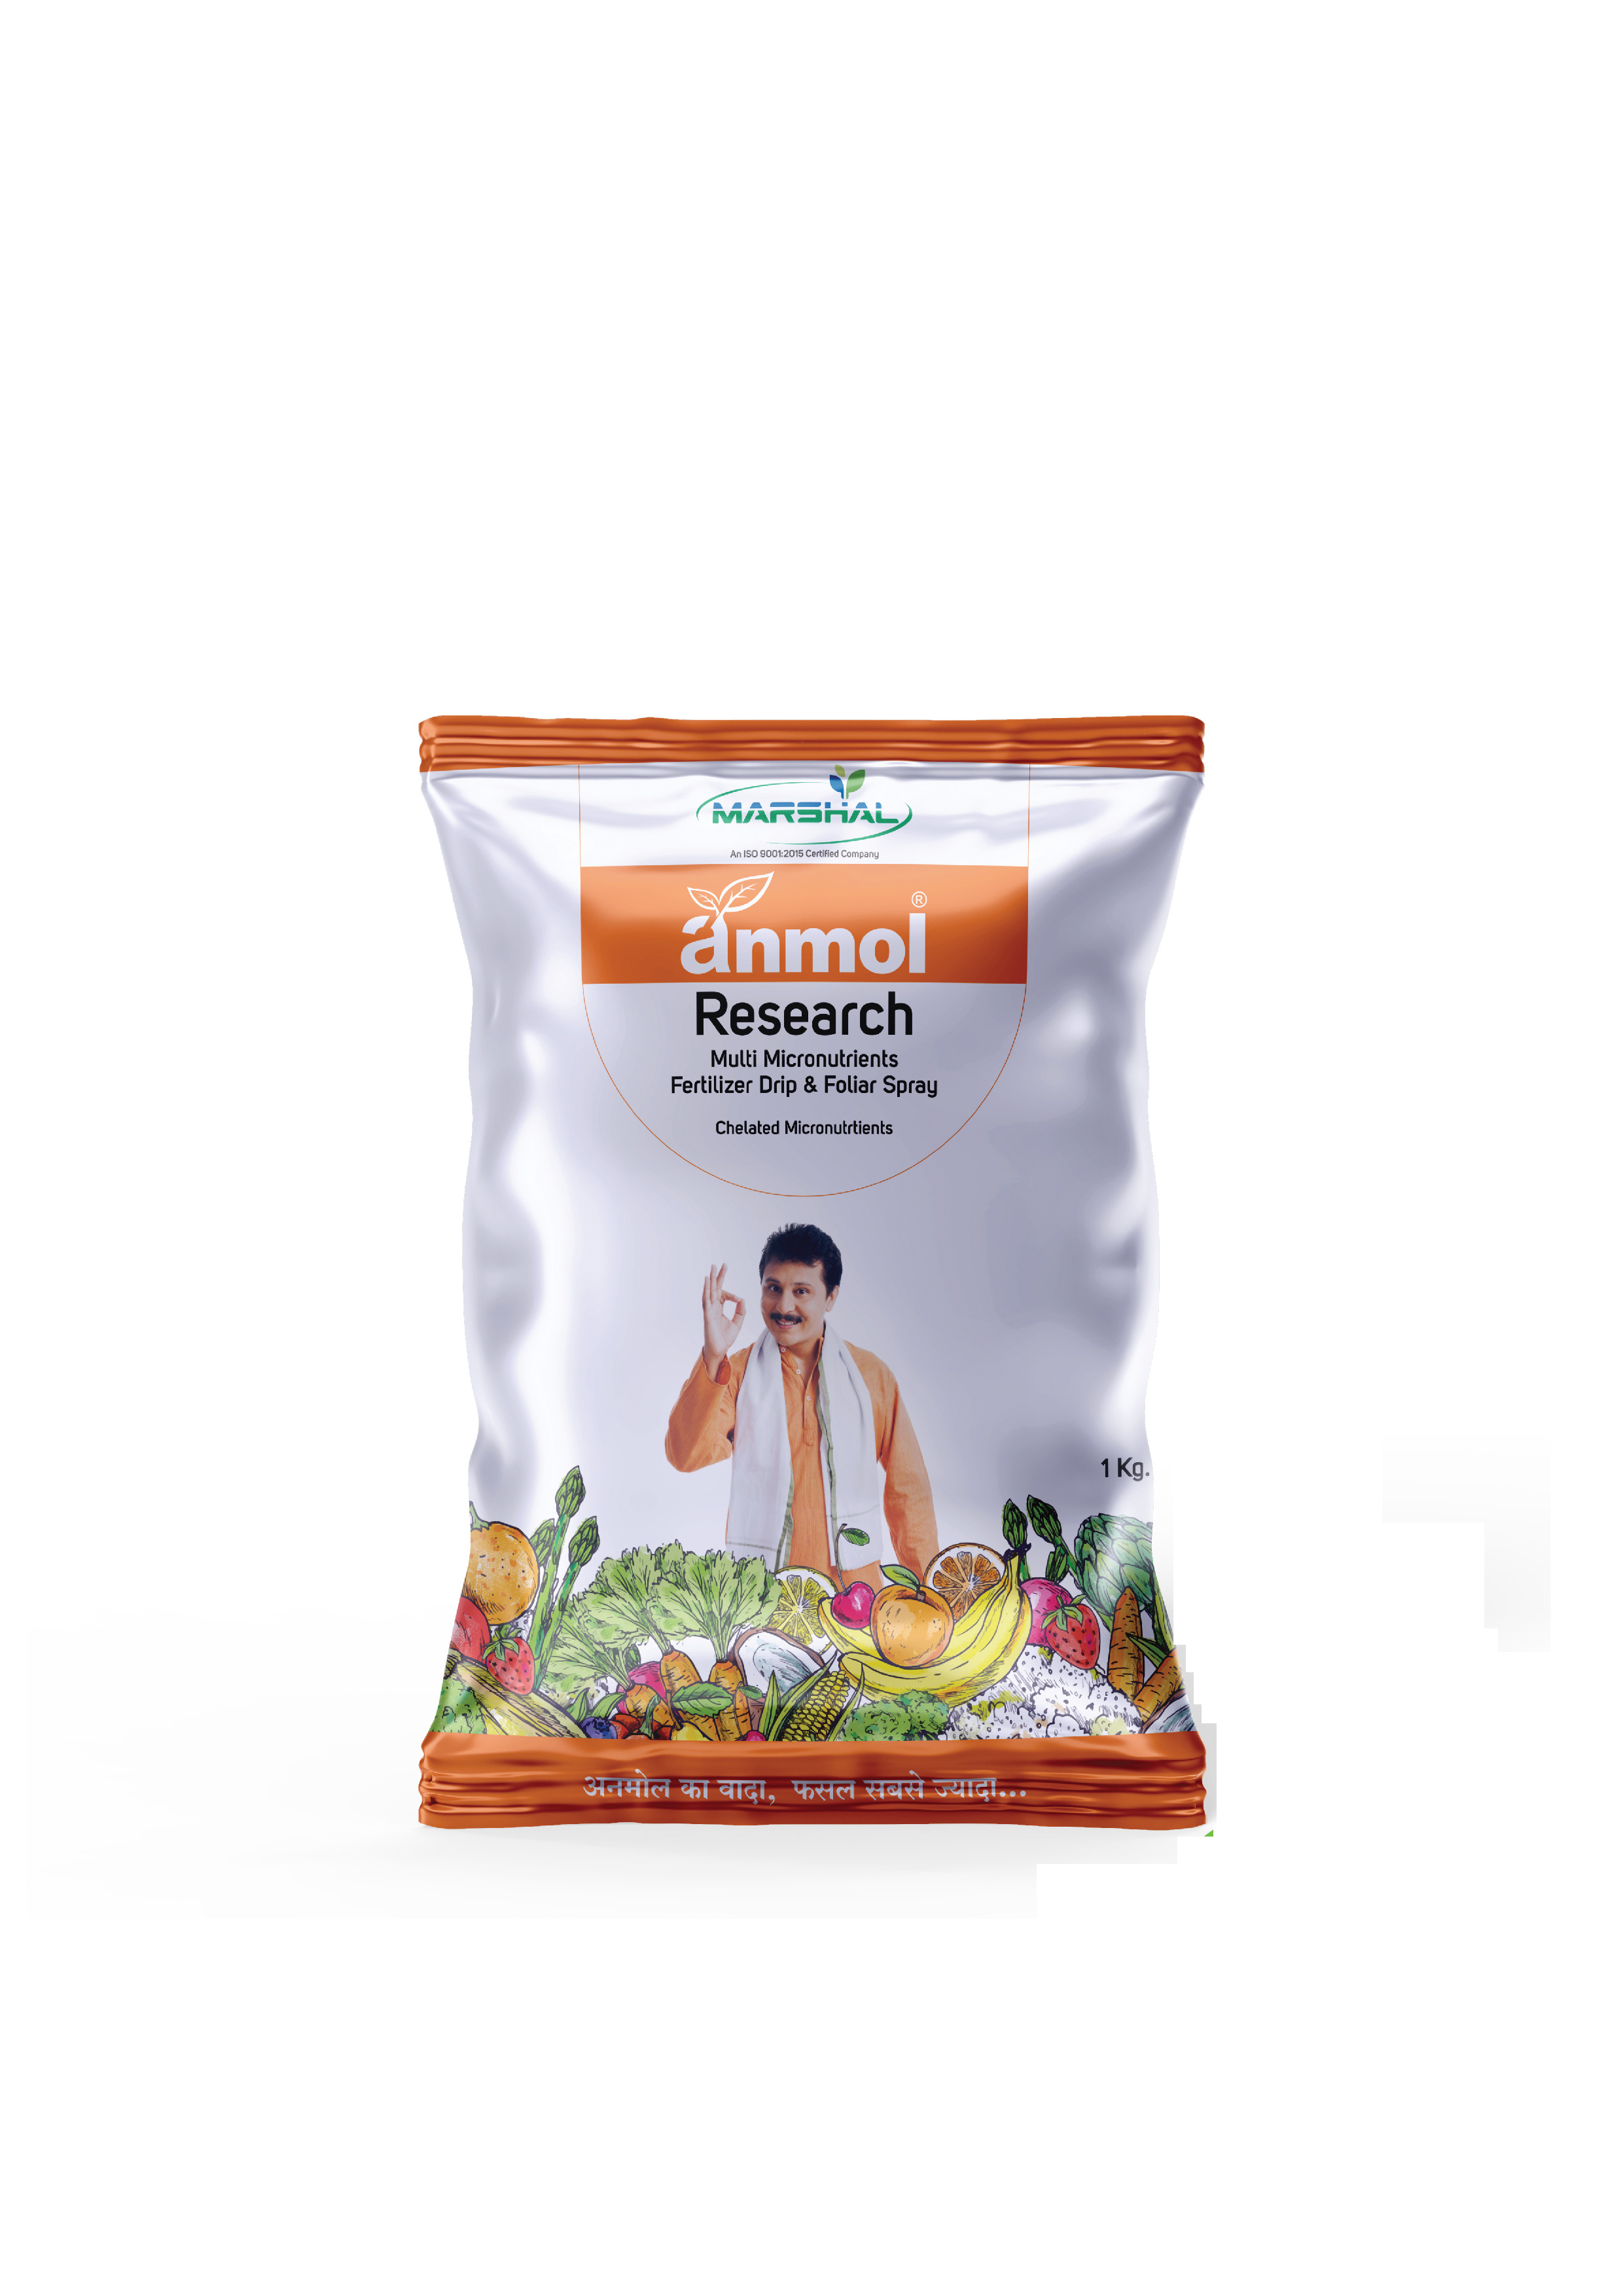 MARSHAL
An ISO 9001:2015 Certified Company
anmol®
Research
Multi Micronutrients
Fertilizer Drip & Foliar Spray
Chelated Micronutrtients
1 Kg.
अनमोल का वादा, फसल सबसे ज्यादा...